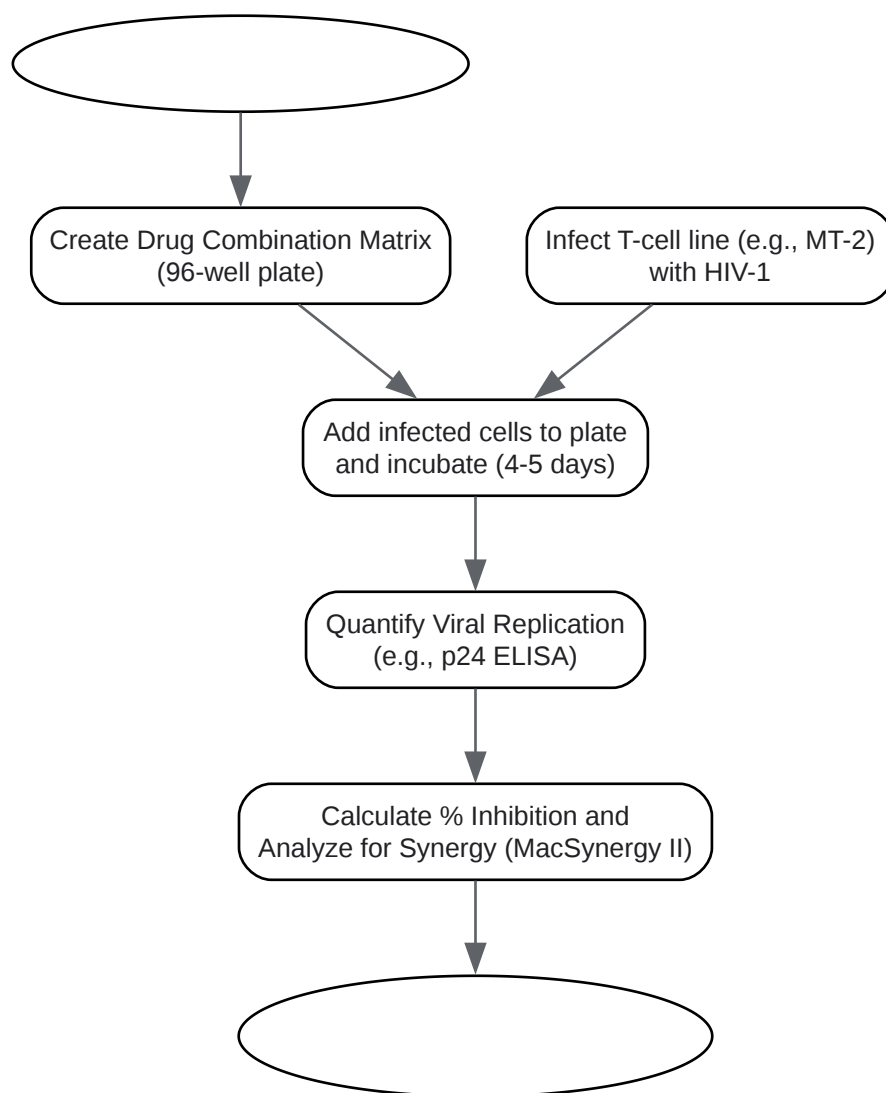 Create Drug Combination Matrix
(96-well plate)
Infect T-cell line (e.g., MT-2)
with HIV-1
Add infected cells to plate
and incubate (4-5 days)
Quantify Viral Replication
(e.g., p24 ELISA)
Calculate % Inhibition and
Analyze for Synergy (MacSynergy II)